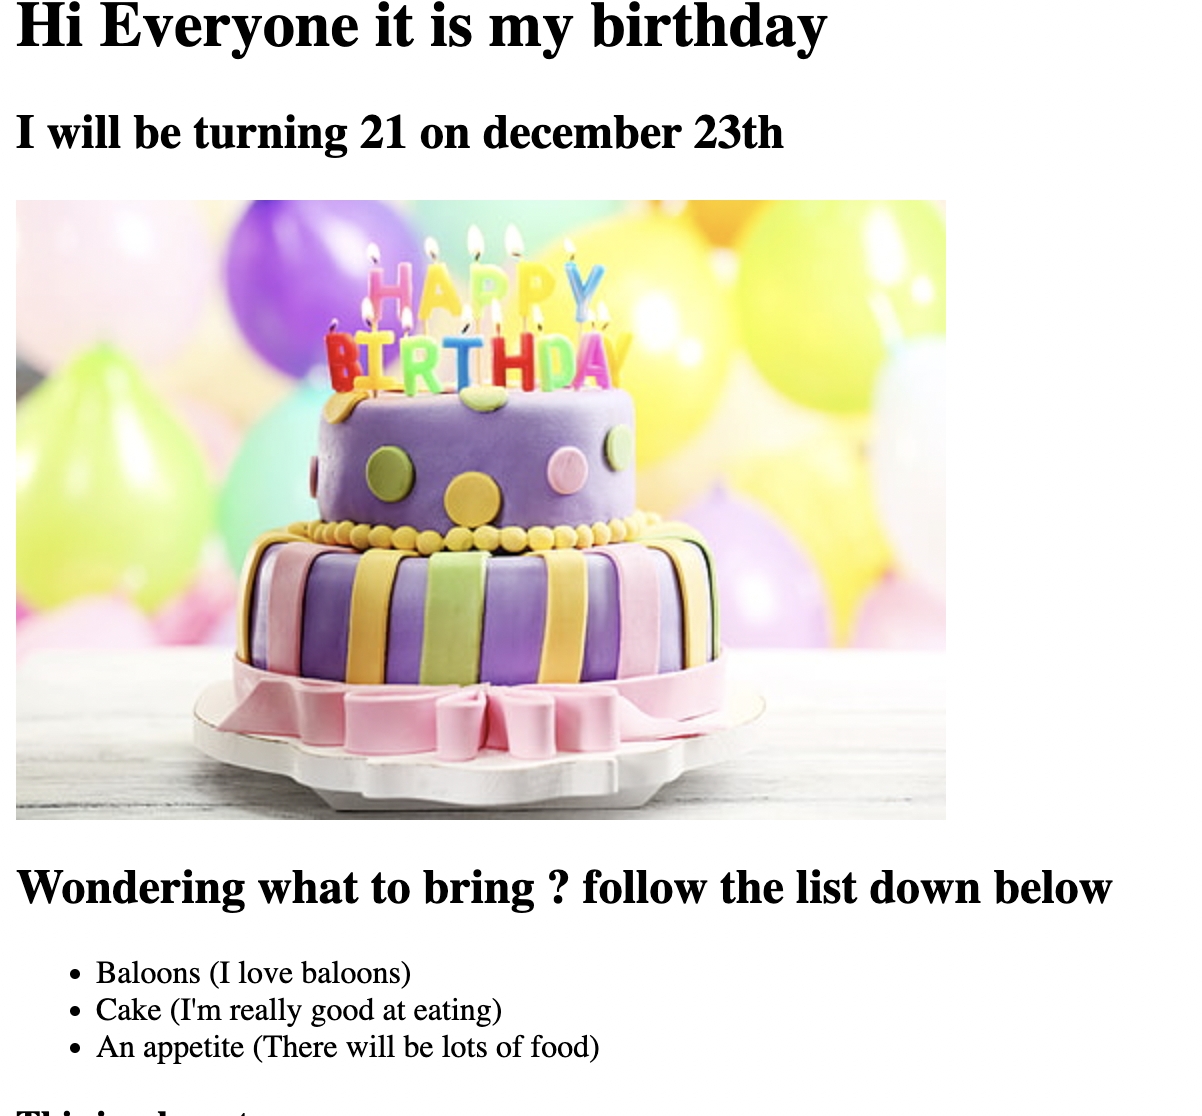 Hi Everyone it is my birthday
I will be turning 21 on december 23th
HAPPY
BIRTHDAY
Wondering what to bring ? follow the list down below
• Baloons (I love baloons)
• Cake (I'm really good at eating)
• An appetite (There will be lots of food)